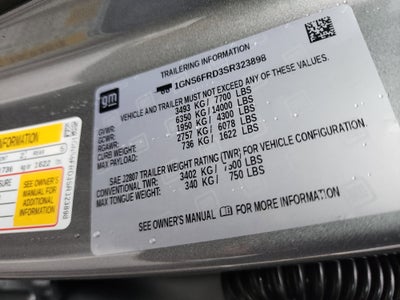 TRAILERING INFORMATION
gm
1GNS6FRD3SR323898
VEHICLE AND TRAILER MUST NOT EXCEED ANY OF THESE VALUES.
GVWR: 3493 KG / 7700 LBS
GCWR: 6350 KG / 14000 LBS
RGAWR: 1950 KG / 4300 LBS
CURB WEIGHT: 2757 KG / 6078 LBS
MAX PAYLOAD: 736 KG / 1622 LBS
SAE J2807 TRAILER WEIGHT RATING (TWR) FOR VEHICLE CONFIGURATION
CONVENTIONAL TWR: 3402 KG / 7500 LBS
MAX TONGUE WEIGHT: 340 KG / 750 LBS
SEE OWNER'S MANUAL FOR MORE INFORMATION
SEE OWNER'S
MANUAL FOR
ADDITIONAL
INFORMATION